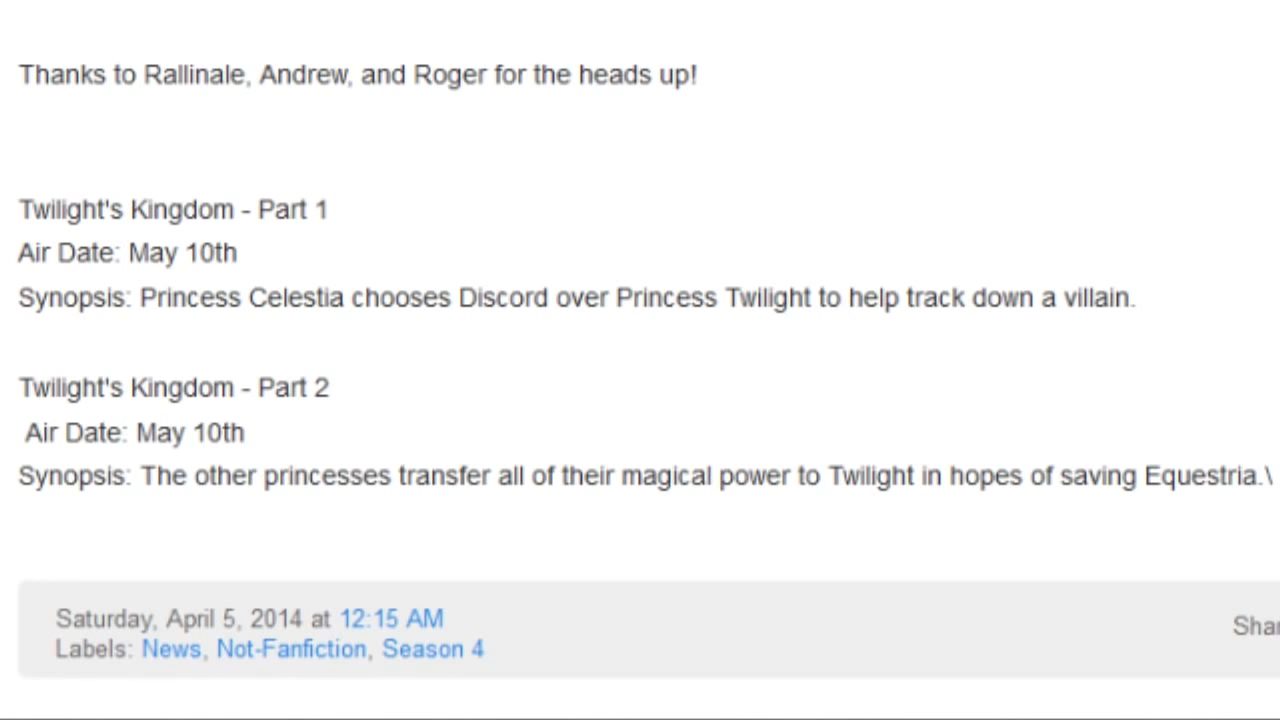 Thanks to Rallinale, Andrew, and Roger for the heads up!
Twilight's Kingdom - Part 1
Air Date: May 10th
Synopsis: Princess Celestia chooses Discord over Princess Twilight to help track down a villain.
Twilight's Kingdom - Part 2
Air Date: May 10th
Synopsis: The other princesses transfer all of their magical power to Twilight in hopes of saving Equestria.\
Saturday, April 5, 2014 at 12:15 AM
Shar
Labels: News, Not-Fanfiction, Season 4